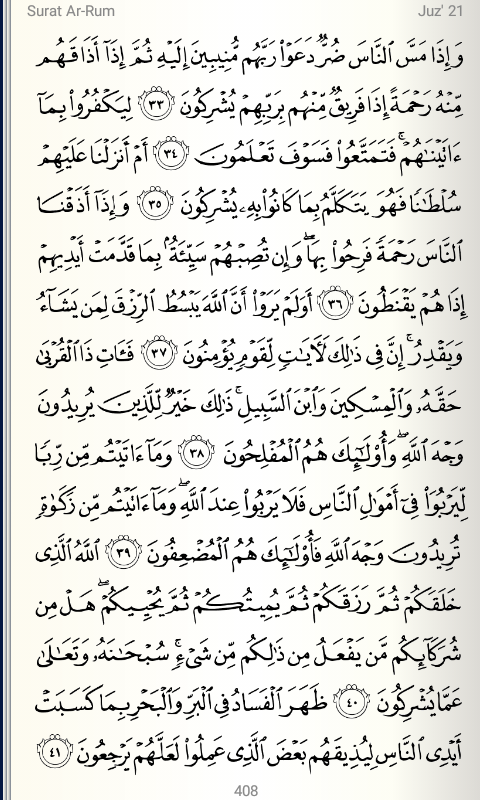 Surat Ar-Rum Juz' 21
وَإِذَا مَسَّ ٱلنَّاسَ ضُرٌّ دَعَوْا۟ رَبَّهُم مُّنِيبِينَ إِلَيْهِ ثُمَّ إِذَآ أَذَاقَهُم
مِّنْهُ رَحْمَةً إِذَا فَرِيقٌ مِّنْهُم بِرَبِّهِمْ يُشْرِكُونَ ٣٣ لِيَكْفُرُوا۟ بِمَآ
ءَاتَيْنَٰهُمْ ۚ فَتَمَتَّعُوا۟ فَسَوْفَ تَعْلَمُونَ ٣٤ أَمْ أَنزَلْنَا عَلَيْهِمْ
سُلْطَٰنًا فَهُوَ يَتَكَلَّمُ بِمَا كَانُوا۟ بِهِۦ يُشْرِكُونَ ٣٥ وَإِذَآ أَذَقْنَا
ٱلنَّاسَ رَحْمَةً فَرِحُوا۟ بِهَا ۖ وَإِن تُصِبْهُمْ سَيِّئَةٌۢ بِمَا قَدَّمَتْ أَيْدِيهِمْ
إِذَا هُمْ يَقْنَطُونَ ٣٦ أَوَلَمْ يَرَوْا۟ أَنَّ ٱللَّهَ يَبْسُطُ ٱلرِّزْقَ لِمَن يَشَآءُ
وَيَقْدِرُ ۚ إِنَّ فِى ذَٰلِكَ لَءَايَٰتٍ لِّقَوْمٍ يُؤْمِنُونَ ٣٧ فَـَٔاتِ ذَا ٱلْقُرْبَىٰ
حَقَّهُۥ وَٱلْمِسْكِينَ وَٱبْنَ ٱلسَّبِيلِ ۚ ذَٰلِكَ خَيْرٌ لِّلَّذِينَ يُرِيدُونَ
وَجْهَ ٱللَّهِ ۖ وَأُو۟لَٰٓئِكَ هُمُ ٱلْمُفْلِحُونَ ٣٨ وَمَآ ءَاتَيْتُم مِّن رِّبًا
لِّيَرْبُوَا۟ فِىٓ أَمْوَٰلِ ٱلنَّاسِ فَلَا يَرْبُوا۟ عِندَ ٱللَّهِ ۖ وَمَآ ءَاتَيْتُم مِّن زَكَوٰةٍ
تُرِيدُونَ وَجْهَ ٱللَّهِ فَأُو۟لَٰٓئِكَ هُمُ ٱلْمُضْعِفُونَ ٣٩ ٱللَّهُ ٱلَّذِى
خَلَقَكُمْ ثُمَّ رَزَقَكُمْ ثُمَّ يُمِيتُكُمْ ثُمَّ يُحْيِيكُمْ ۖ هَلْ مِن
شُرَكَآئِكُم مَّن يَفْعَلُ مِن ذَٰلِكُم مِّن شَىْءٍ ۚ سُبْحَٰنَهُۥ وَتَعَٰلَىٰ
عَمَّا يُشْرِكُونَ ٤٠ ظَهَرَ ٱلْفَسَادُ فِى ٱلْبَرِّ وَٱلْبَحْرِ بِمَا كَسَبَتْ
أَيْدِى ٱلنَّاسِ لِيُذِيقَهُم بَعْضَ ٱلَّذِى عَمِلُوا۟ لَعَلَّهُمْ يَرْجِعُونَ ٤١
408